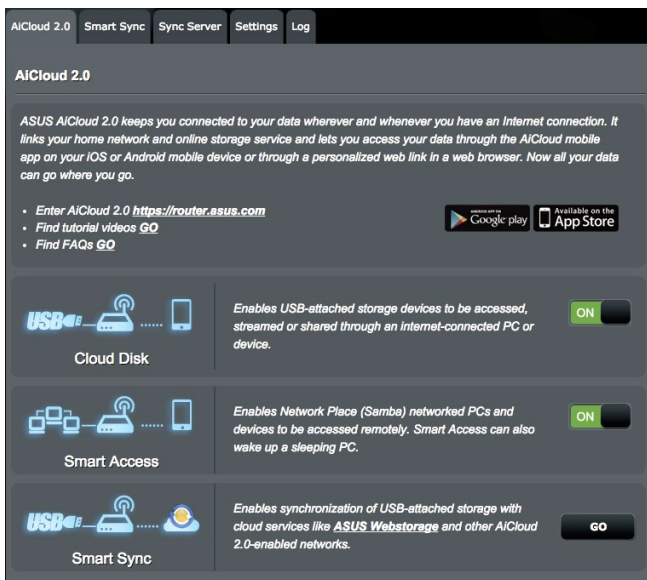 AiCloud 2.0 Smart Sync Sync Server Settings Log
AiCloud 2.0
ASUS AiCloud 2.0 keeps you connected to your data wherever and whenever you have an Internet connection. It
links your home network and online storage service and lets you access your data through the AiCloud mobile
app on your iOS or Android mobile device or through a personalized web link in a web browser. Now all your data
can go where you go.
• Enter AiCloud 2.0 https://router.asus.com
• Find tutorial videos GO
• Find FAQs GO
ANDROID APP ON
Google play
Available on the
App Store
USB
Cloud Disk
Enables USB-attached storage devices to be accessed,
streamed or shared through an internet-connected PC or
device.
ON
Smart Access
Enables Network Place (Samba) networked PCs and
devices to be accessed remotely. Smart Access can also
wake up a sleeping PC.
ON
USB
Smart Sync
Enables synchronization of USB-attached storage with
cloud services like ASUS Webstorage and other AiCloud
2.0-enabled networks.
GO